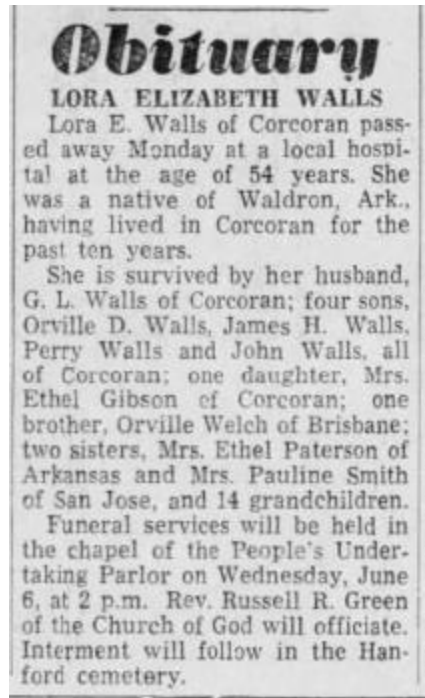 Obituary
LORA ELIZABETH WALLS
Lora E. Walls of Corcoran pass-
ed away Monday at a local hospi-
tal at the age of 54 years. She
was a native of Waldron, Ark.,
having lived in Corcoran for the
past ten years.
She is survived by her husband,
G. L. Walls of Corcoran; four sons,
Orville D. Walls, James H. Walls,
Perry Walls and John Walls, all
of Corcoran; one daughter, Mrs.
Ethel Gibson of Corcoran; one
brother, Orville Welch of Brisbane;
two sisters, Mrs. Ethel Paterson of
Arkansas and Mrs. Pauline Smith
of San Jose, and 14 grandchildren.
Funeral services will be held in
the chapel of the People's Under-
taking Parlor on Wednesday, June
6, at 2 p.m. Rev. Russell R. Green
of the Church of God will officiate.
Interment will follow in the Han-
ford cemetery.